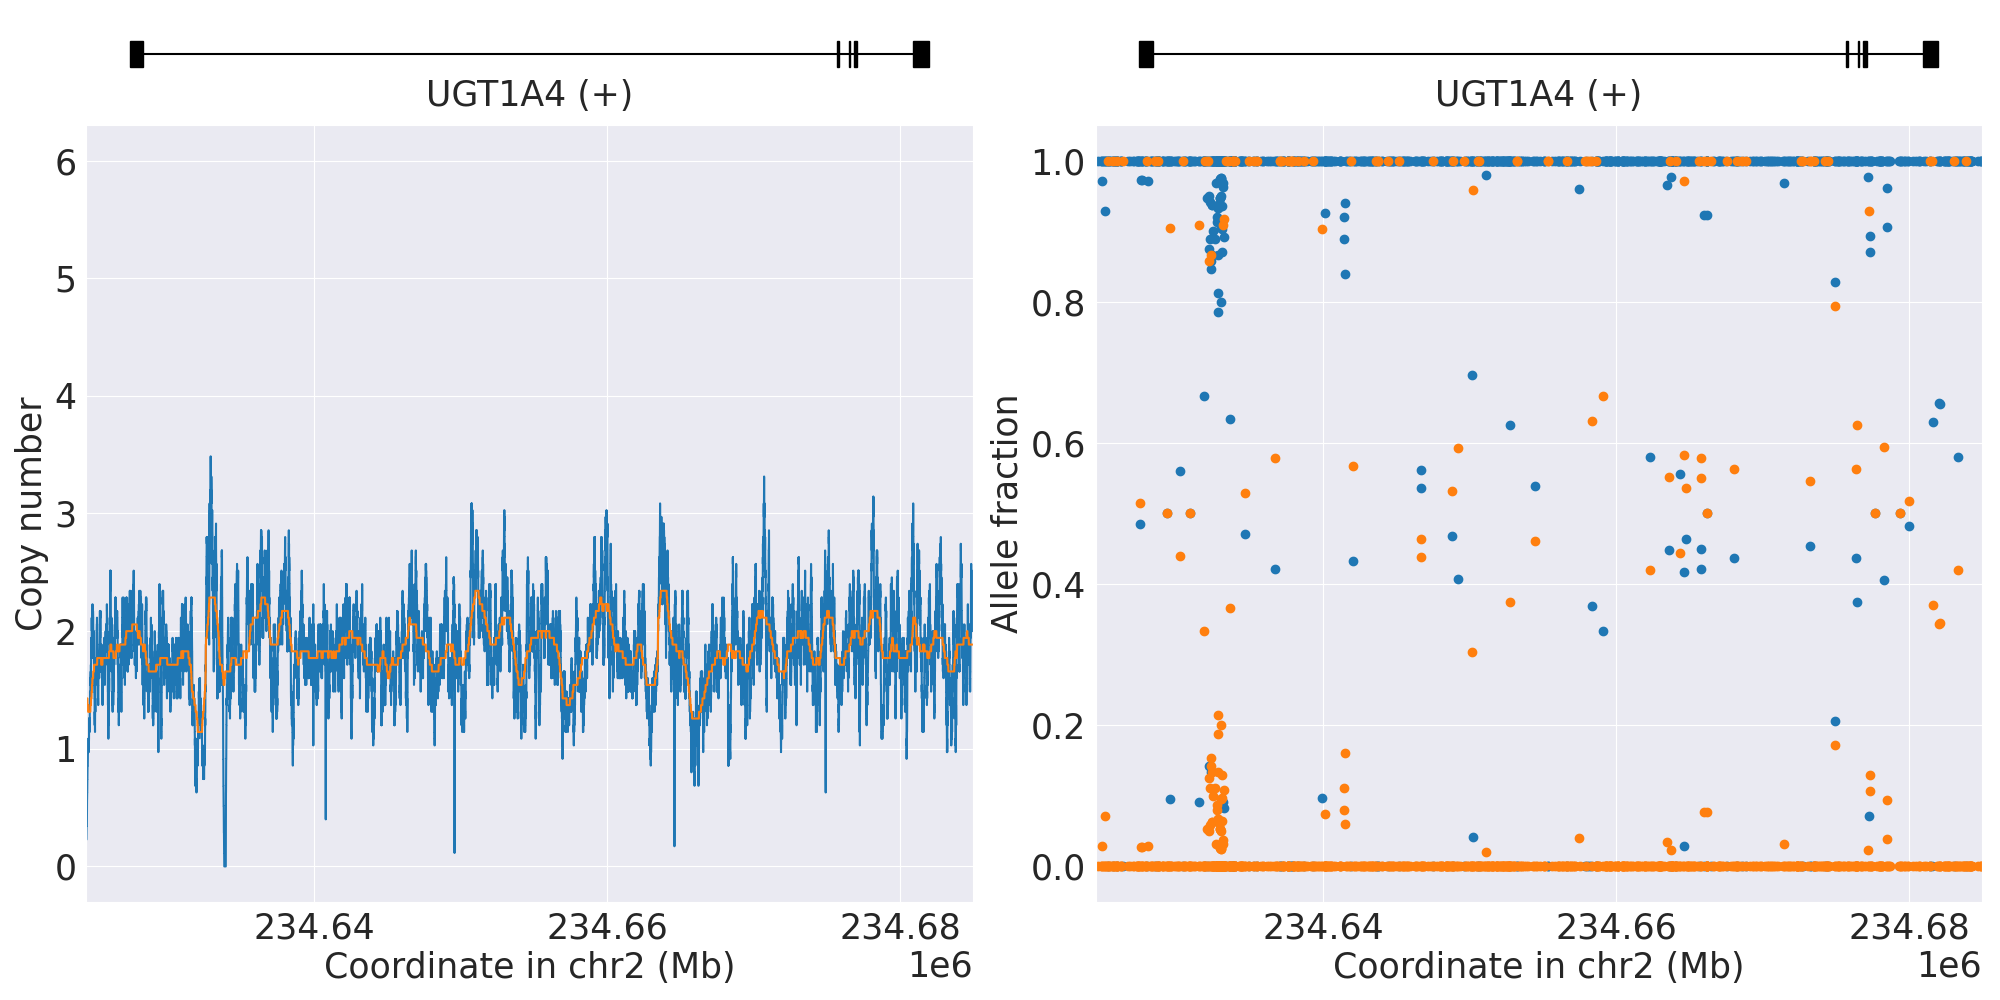 UGT1A4 (+)
6
5
4
3
2
1
0
Copy number
234.64 234.66 234.68
1e6
Coordinate in chr2 (Mb)
UGT1A4 (+)
1.0
0.8
0.6
0.4
0.2
0.0
Allele fraction
234.64 234.66 234.68
1e6
Coordinate in chr2 (Mb)